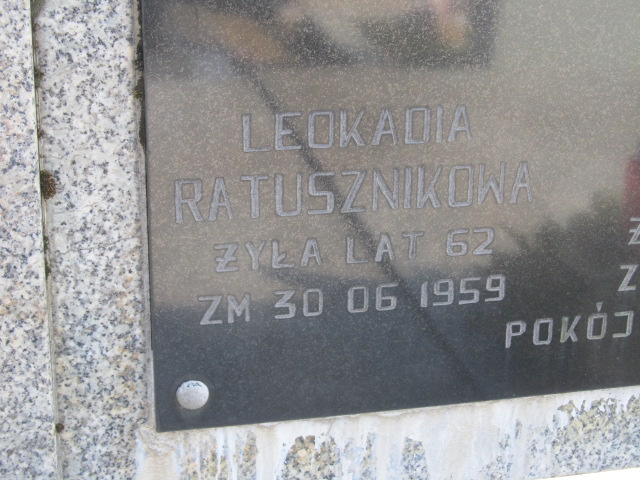 LEOKADIA
RATUSZNIKOWA
ŻYŁA LAT 62
ZM 30 06 1959
Ż
Z
POKÓJ